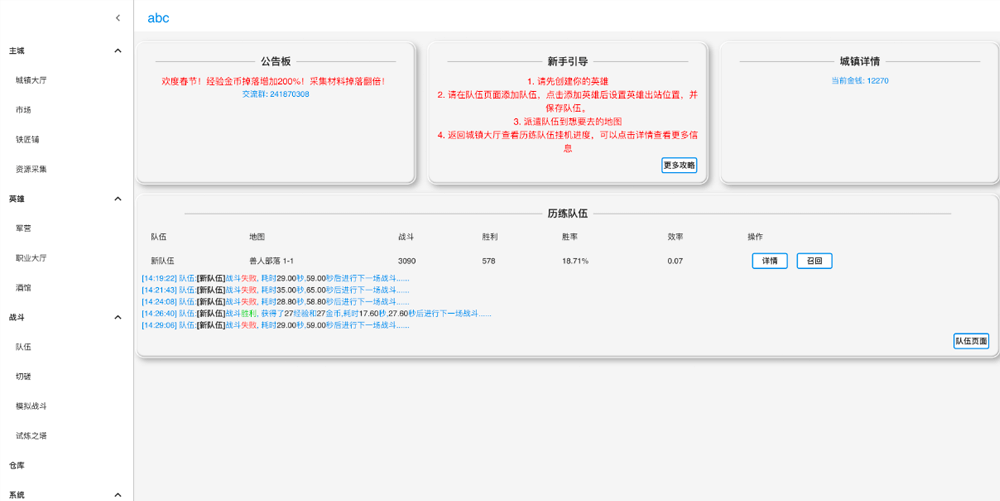 abc
主城
城镇大厅
市场
铁匠铺
资源采集
英雄
军营
职业大厅
酒馆
战斗
队伍
切磋
模拟战斗
试炼之塔
仓库
系统
公告板
欢度春节！经验金币掉落增加200%！采集材料掉落翻倍！
交流群: 241870308
新手引导
1. 请先创建你的英雄
2. 请在队伍页面添加队伍，点击添加英雄后设置英雄出站位置，并
保存队伍。
3. 派遣队伍到想要去的地图
4. 返回城镇大厅查看历练队伍挂机进度，可以点击详情查看更多信
息
更多攻略
城镇详情
当前金钱: 12270
历练队伍
队伍 地图 战斗 胜利 胜率 效率 操作
新队伍 兽人部落 1-1 3090 578 18.71% 0.07 详情 召回
[14:19:22] 队伍:[新队伍]战斗失败, 耗时29.00秒,59.00秒后进行下一场战斗......
[14:21:43] 队伍:[新队伍]战斗失败, 耗时35.00秒,65.00秒后进行下一场战斗......
[14:24:08] 队伍:[新队伍]战斗失败, 耗时28.80秒,58.80秒后进行下一场战斗......
[14:26:40] 队伍:[新队伍]战斗胜利, 获得了27经验和27金币,耗时17.60秒,27.60秒后进行下一场战斗......
[14:29:06] 队伍:[新队伍]战斗失败, 耗时29.00秒,59.00秒后进行下一场战斗......
队伍页面